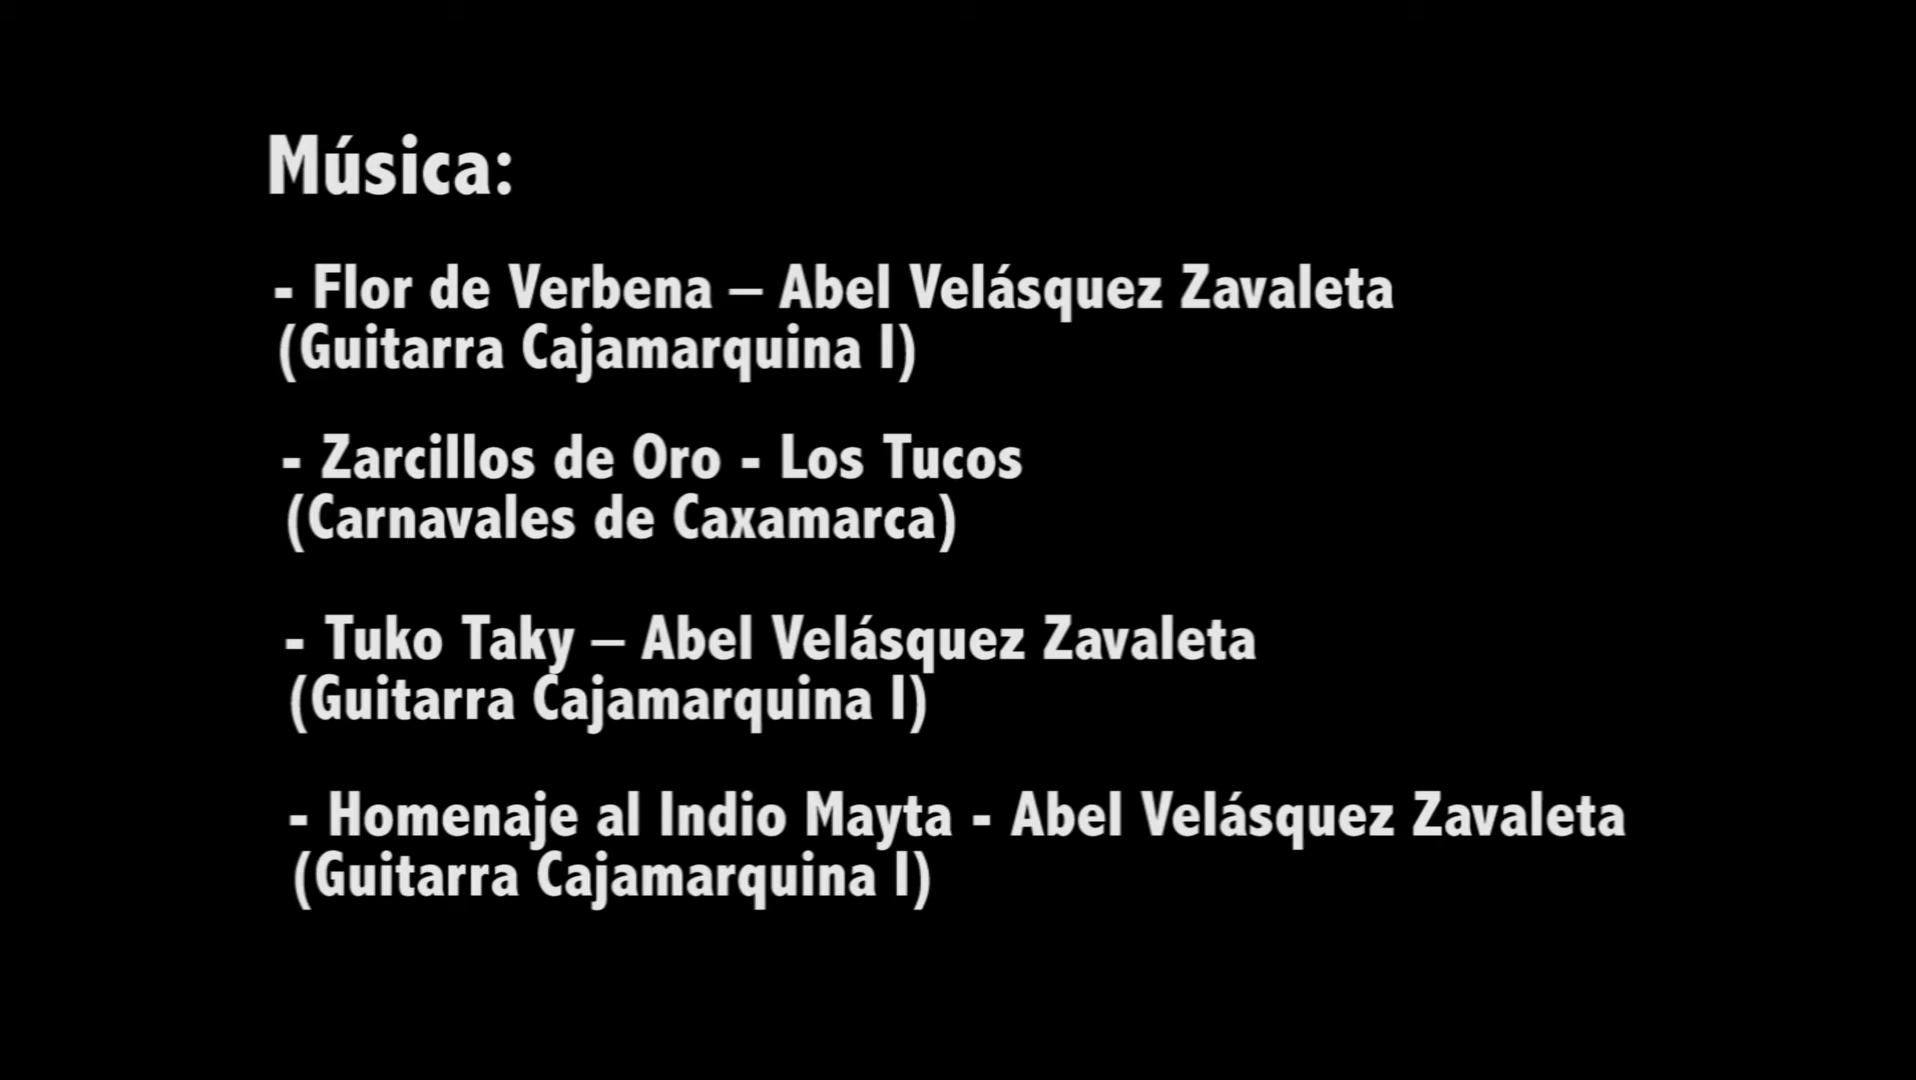 Música:
- Flor de Verbena – Abel Velásquez Zavaleta
(Guitarra Cajamarquina I)
- Zarcillos de Oro - Los Tucos
(Carnavales de Caxamarca)
- Tuko Taky – Abel Velásquez Zavaleta
(Guitarra Cajamarquina I)
- Homenaje al Indio Mayta - Abel Velásquez Zavaleta
(Guitarra Cajamarquina I)